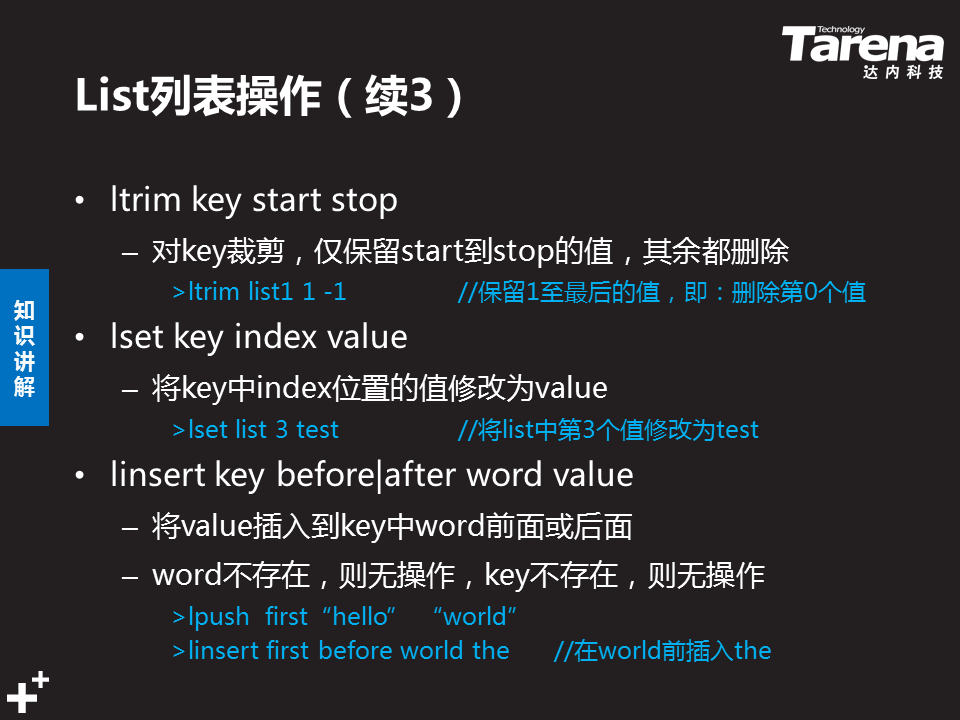 Technology
Tarena
达内科技
List列表操作（续3）
• ltrim key start stop
– 对key裁剪，仅保留start到stop的值，其余都删除
>ltrim list1 1 -1 //保留1至最后的值，即：删除第0个值
• lset key index value
– 将key中index位置的值修改为value
>lset list 3 test //将list中第3个值修改为test
• linsert key before|after word value
– 将value插入到key中word前面或后面
– word不存在，则无操作，key不存在，则无操作
>lpush first “hello” “world”
>linsert first before world the //在world前插入the
知识讲解